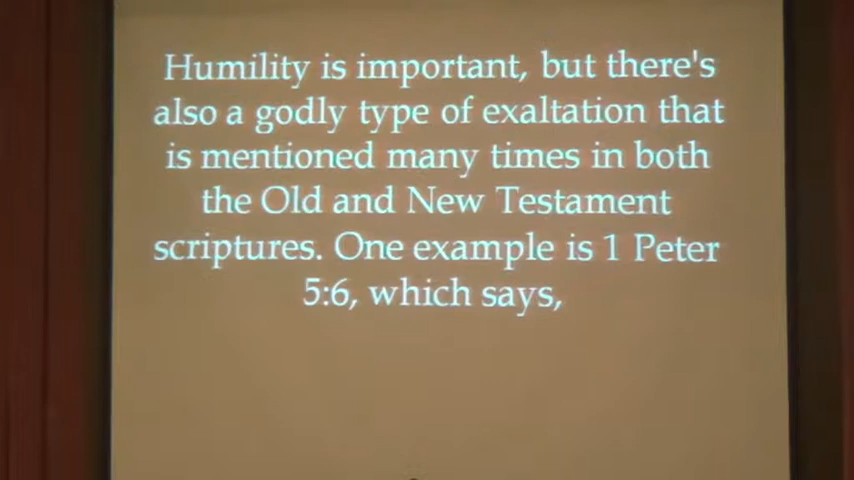 Humility is important, but there's
also a godly type of exaltation that
is mentioned many times in both
the Old and New Testament
scriptures. One example is 1 Peter
5:6, which says,